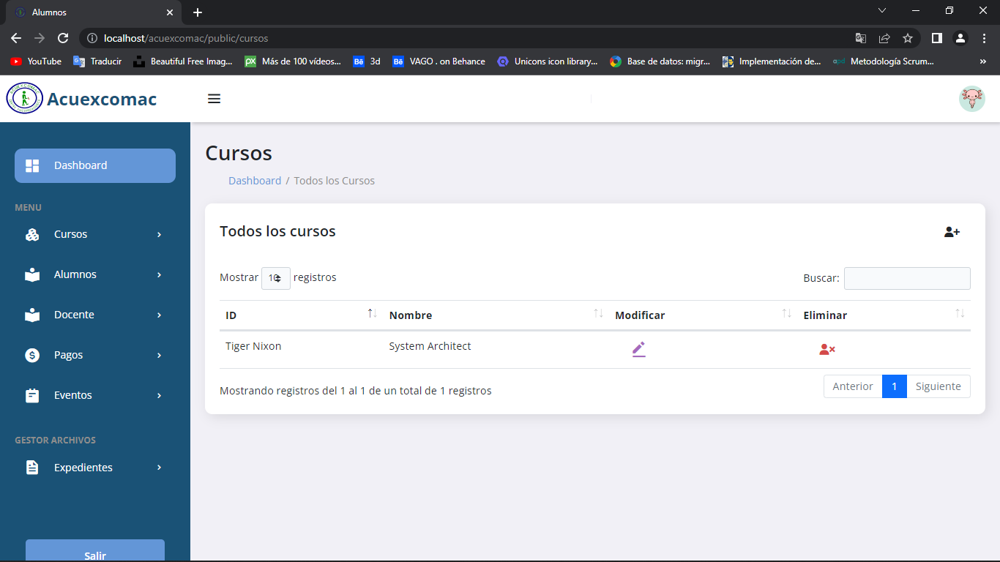 Alumnos
localhost/acuexcomac/public/cursos
YouTube Traducir Beautiful Free Imag... Más de 100 vídeos... 3d VAGO . on Behance Unicons icon library... Base de datos: migr... Implementación de... Metodología Scrum... »
Acuexcomac
Dashboard
MENU
Cursos
Alumnos
Docente
Pagos
Eventos
GESTOR ARCHIVOS
Expedientes
Salir
Cursos
Dashboard / Todos los Cursos
Todos los cursos
Mostrar 10 registros Buscar:
ID Nombre Modificar Eliminar
Tiger Nixon System Architect
Mostrando registros del 1 al 1 de un total de 1 registros Anterior 1 Siguiente